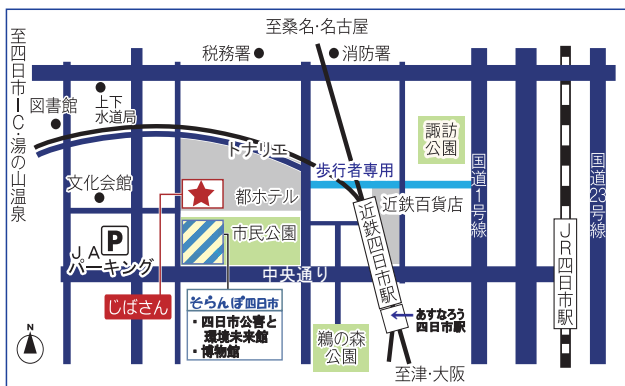 至桑名・名古屋
税務署
消防署
至四日市IC・湯の山温泉
図書館
上下
水道局
トナリエ
歩行者専用
諏訪
公園
国道1号線
国道23号線
文化会館
都ホテル
近鉄百貨店
JA
P
パーキング
市民公園
近鉄四日市駅
JR四日市駅
中央通り
じばさん
そらんぽ四日市
・四日市公害と
環境未来館
・博物館
あすなろう
四日市駅
鵜の森
公園
至津・大阪
N